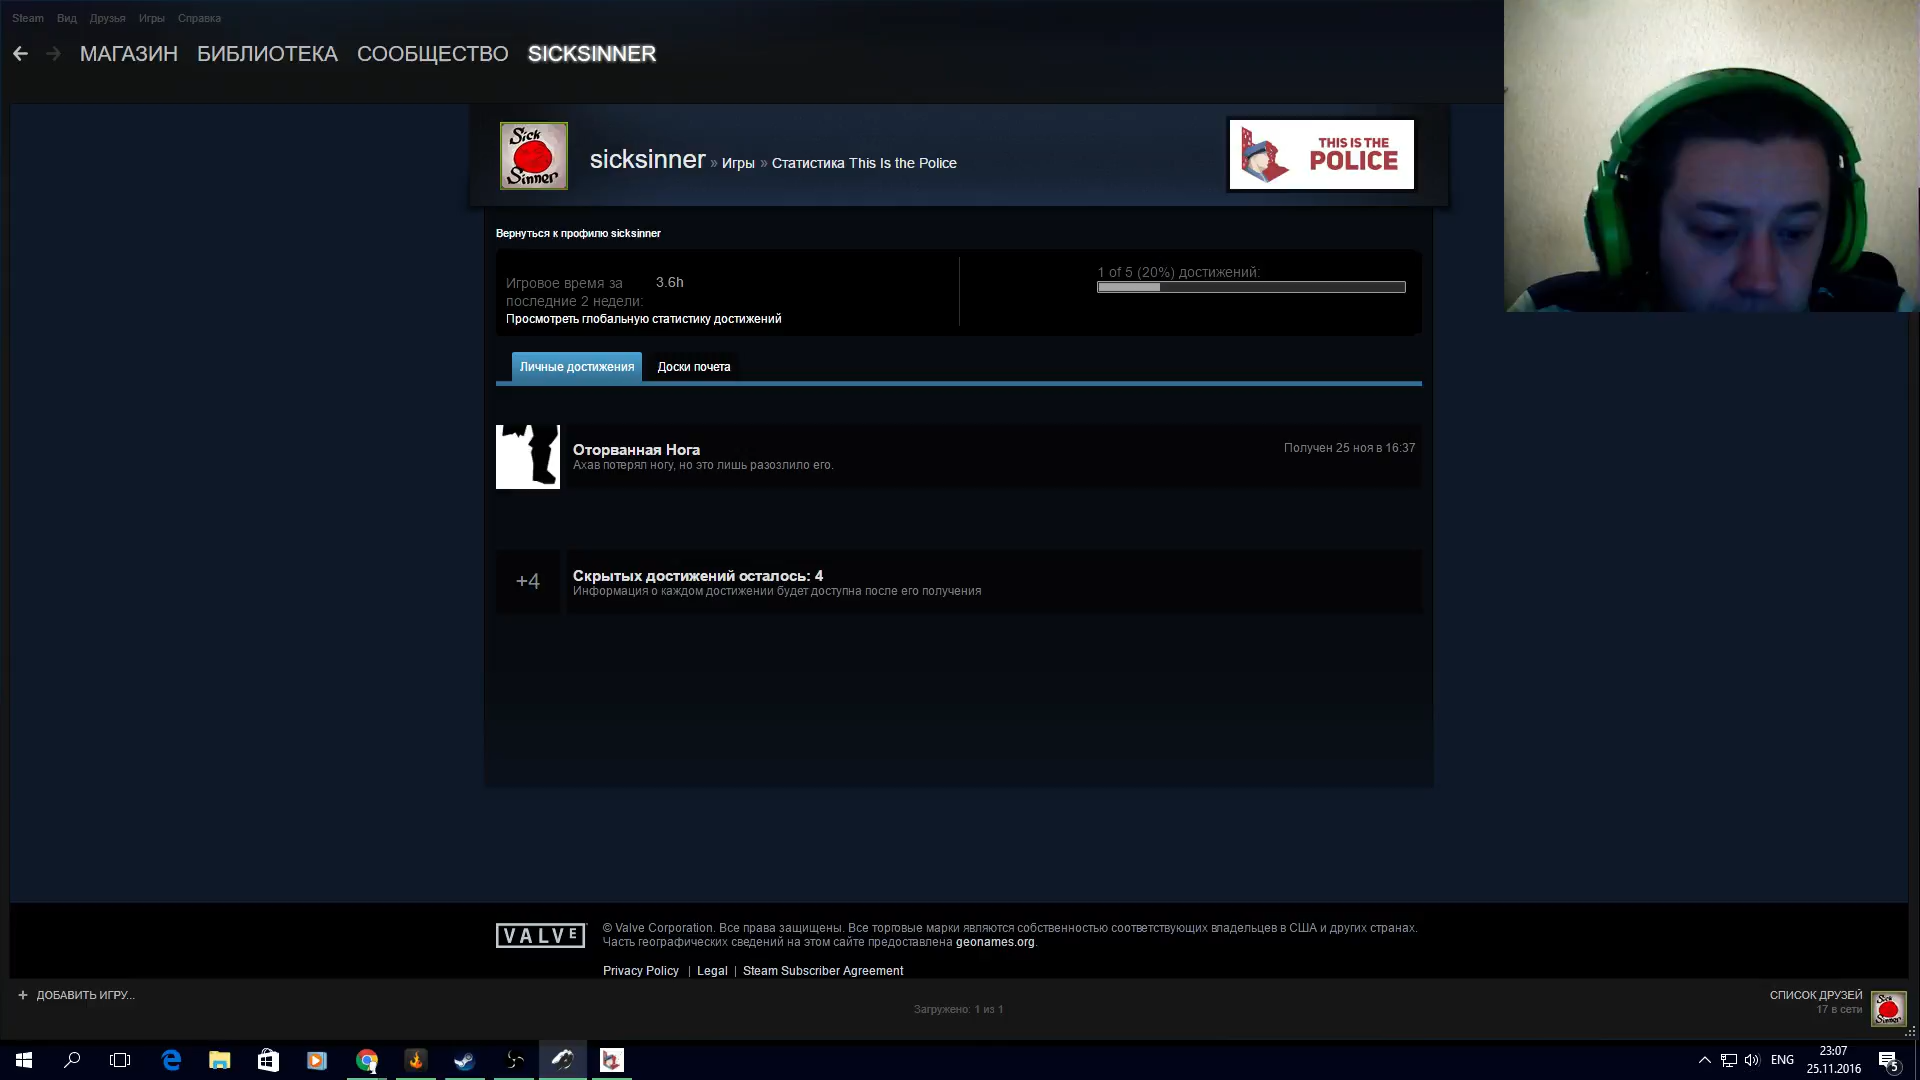 Steam Вид Друзья Игры Справка
МАГАЗИН БИБЛИОТЕКА СООБЩЕСТВО SICKSINNER
Sick
Sinner
sicksinner » Игры » Статистика This Is the Police
THIS IS THE
POLICE
Вернуться к профилю sicksinner
Игровое время за
последние 2 недели:
3.6h
Просмотреть глобальную статистику достижений
1 of 5 (20%) достижений:
Личные достижения Доски почета
Оторванная Нога
Ахав потерял ногу, но это лишь разозлило его.
Получен 25 ноя в 16:37
+4
Скрытых достижений осталось: 4
Информация о каждом достижении будет доступна после его получения
VALVE
© Valve Corporation. Все права защищены. Все торговые марки являются собственностью соответствующих владельцев в США и других странах.
Часть географических сведений на этом сайте предоставлена geonames.org.
Privacy Policy | Legal | Steam Subscriber Agreement
+ ДОБАВИТЬ ИГРУ...
Загружено: 1 из 1
СПИСОК ДРУЗЕЙ
17 в сети
Sick
Sinner
ENG
23:07
25.11.2016
5